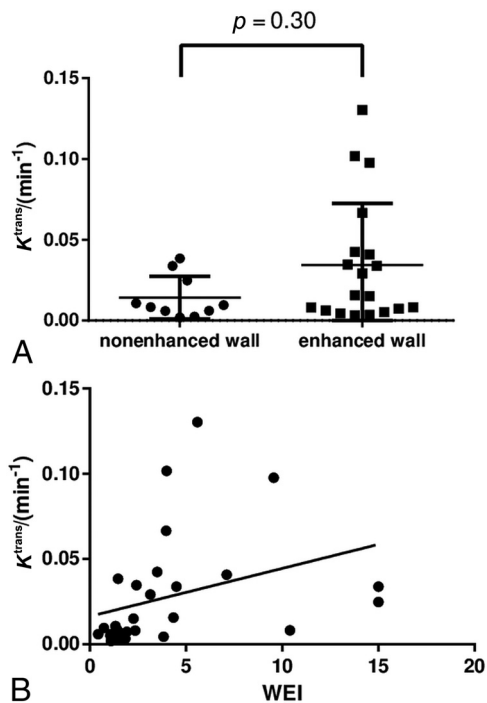 p = 0.30
0.15
0.10
0.05
0.00
Ktrans/(min-1)
nonenhanced wall enhanced wall
A
0.15
0.10
0.05
0.00
Ktrans/(min-1)
0 5 10 15 20
WEI
B